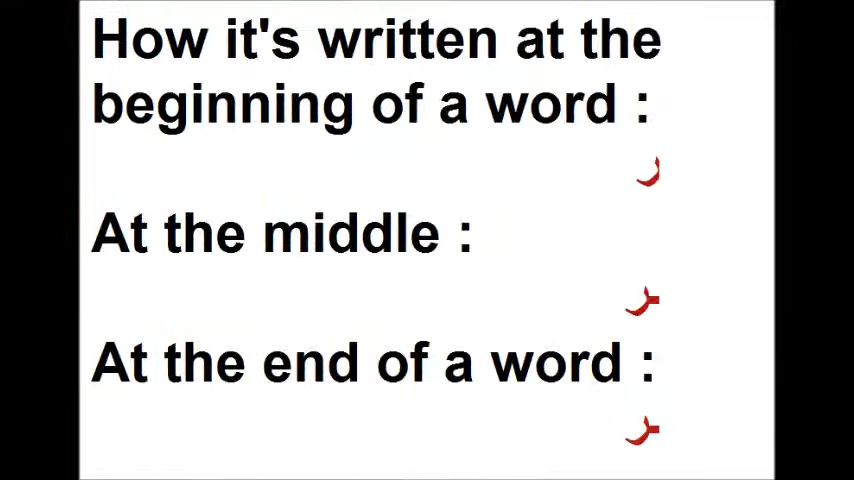 How it's written at the
beginning of a word :
ر
At the middle :
ـر
At the end of a word :
ـر